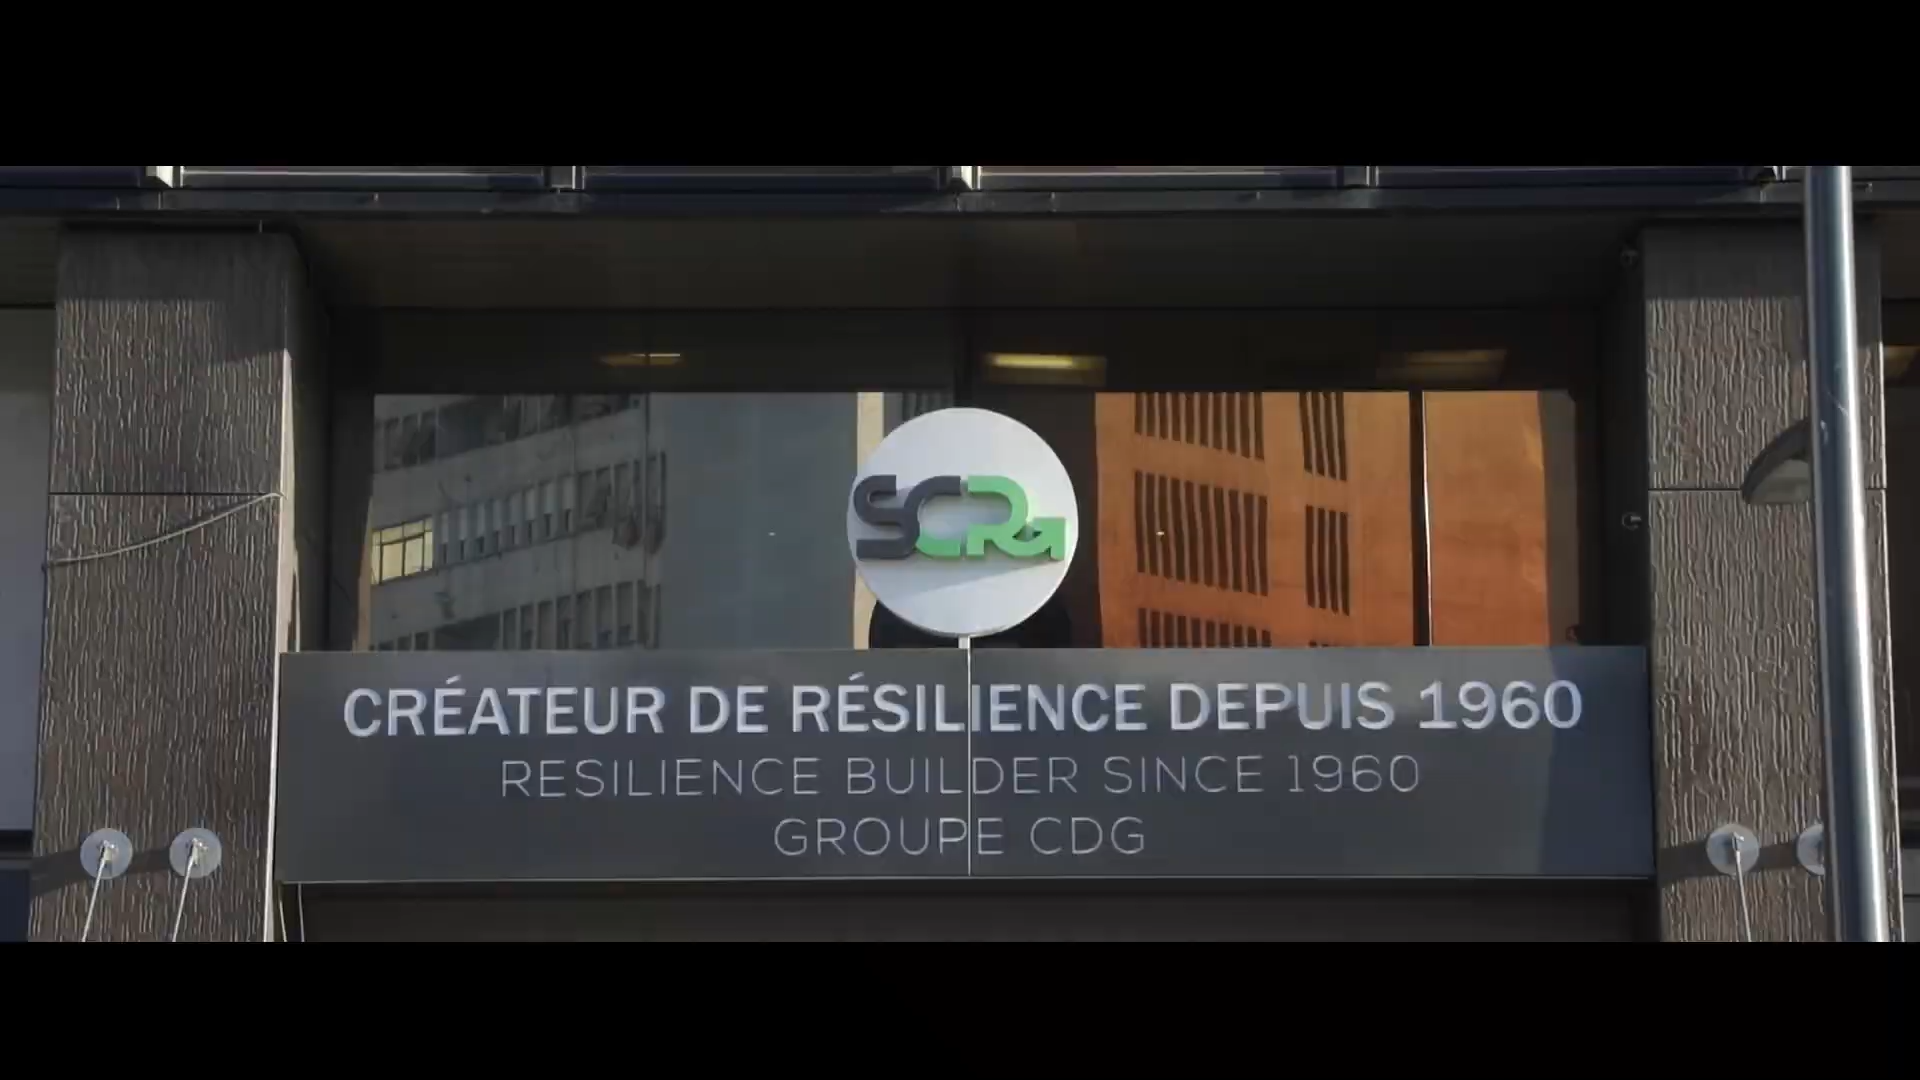 SCR
CRÉATEUR DE RÉSILIENCE DEPUIS 1960
RESILIENCE BUILDER SINCE 1960
GROUPE CDG